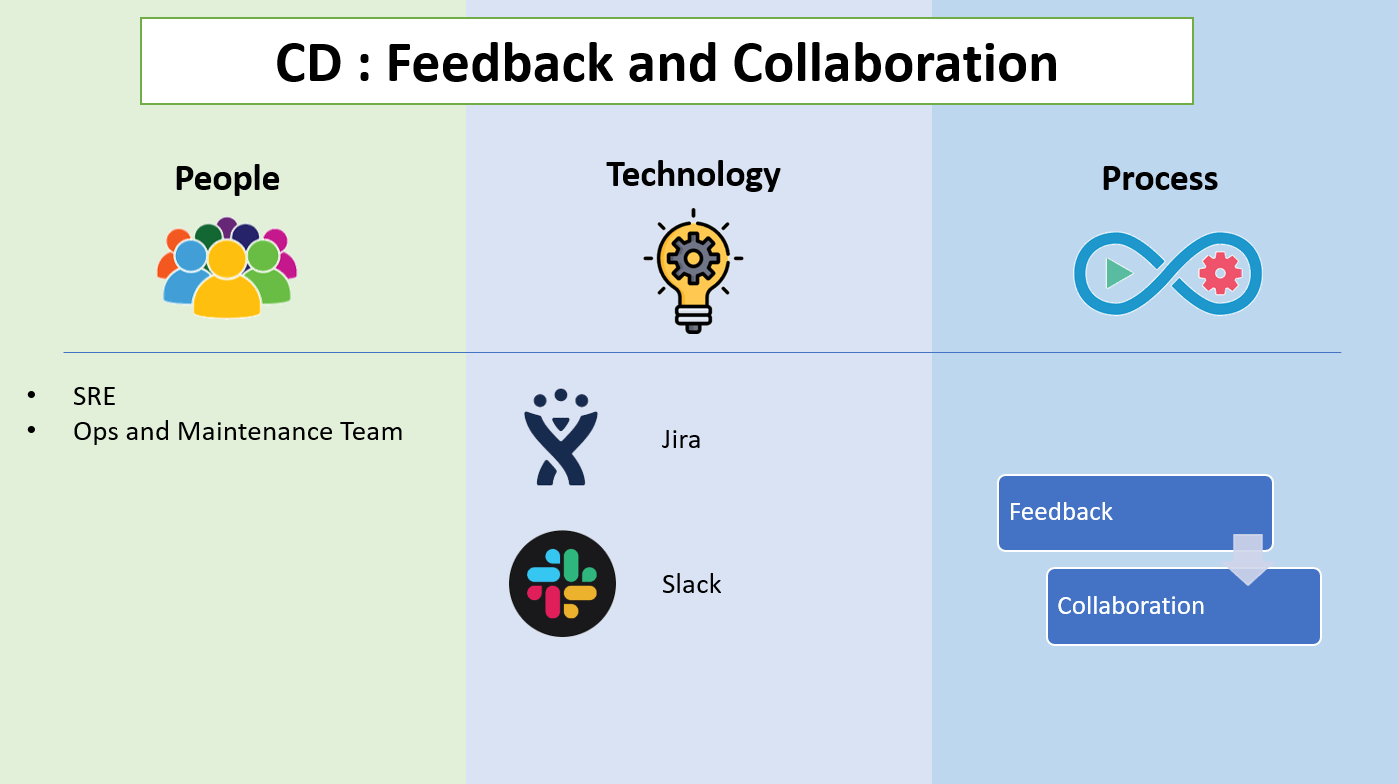 CD : Feedback and Collaboration
People
Technology
Process
• SRE
• Ops and Maintenance Team
Jira
Slack
Feedback
Collaboration